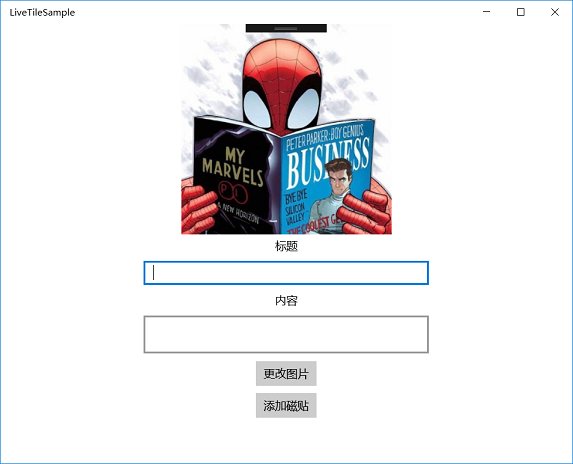 LiveTileSample
MY
MARVELS
A NEW HORIZON
PETER PARKER: BOY GENIUS
BUSINESS
BYE BYE
SILICON
VALLEY
THE COOLEST
标题
内容
更改图片
添加磁贴